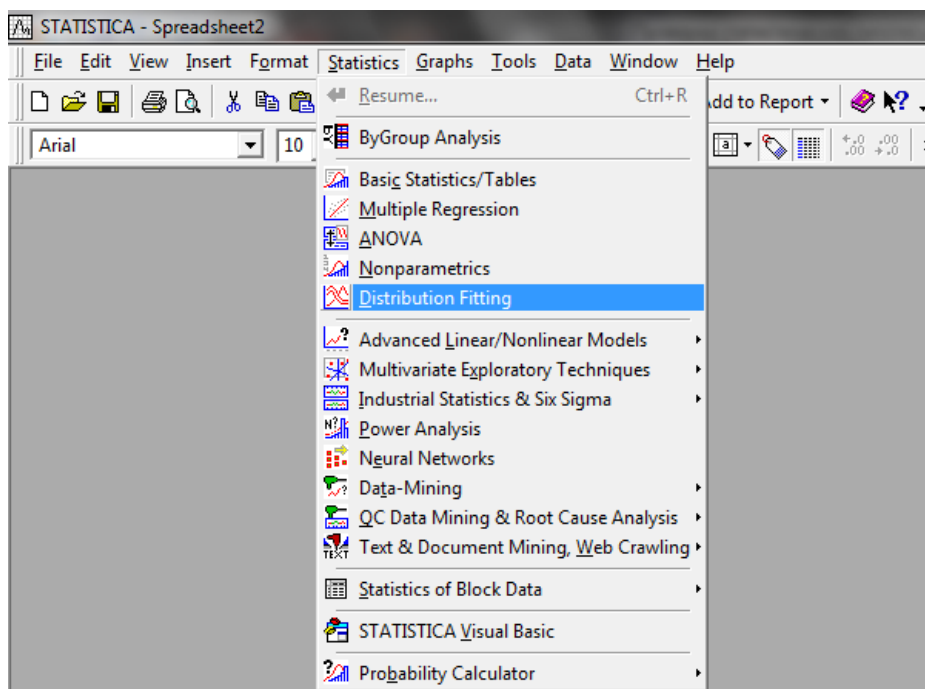 STATISTICA - Spreadsheet2
File Edit View Insert Format Statistics Graphs Tools Data Window Help
Resume... Ctrl+R
Add to Report
Arial 10
ByGroup Analysis
Basic Statistics/Tables
Multiple Regression
ANOVA
Nonparametrics
Distribution Fitting
Advanced Linear/Nonlinear Models
Multivariate Exploratory Techniques
Industrial Statistics & Six Sigma
Power Analysis
Neural Networks
Data-Mining
QC Data Mining & Root Cause Analysis
Text & Document Mining, Web Crawling
Statistics of Block Data
STATISTICA Visual Basic
Probability Calculator